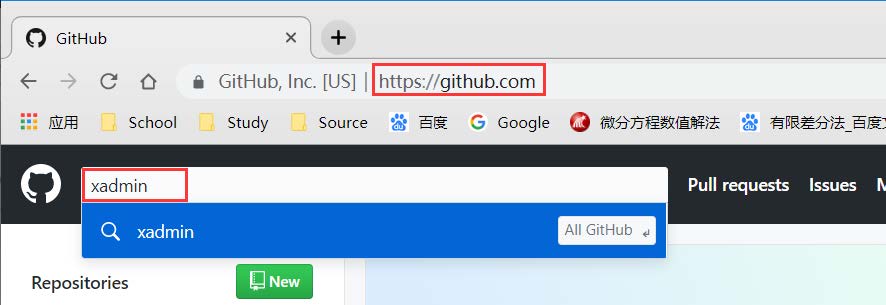 GitHub
GitHub, Inc. [US] | https://github.com
应用 School Study Source 百度 Google 微分方程数值解法 有限差分法_百度文
xadmin Pull requests Issues M
xadmin All GitHub
Repositories New